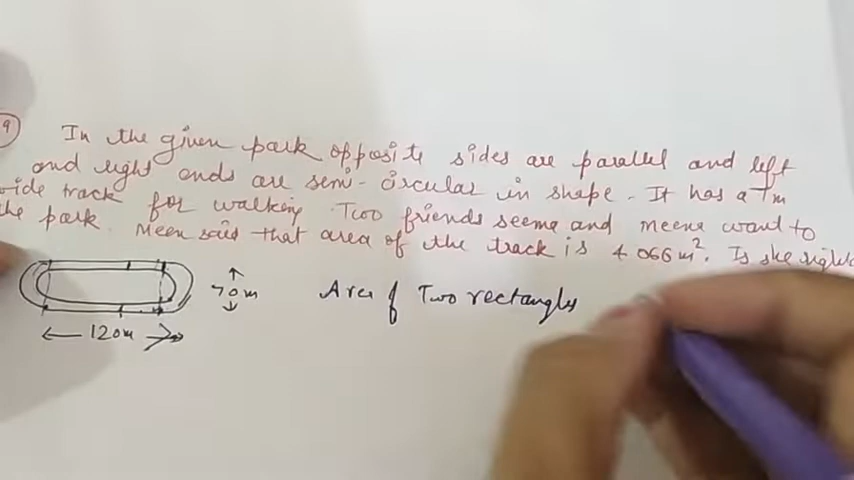 9
In the given park opposite sides are parallel and left
and right ends are semi-circular in shape. It has a 7m
wide track for walking. Two friends seema and meena want to
the park. Meen said that area of the track is 4066 m². Is she right
70m
120m
Area of Two rectangles